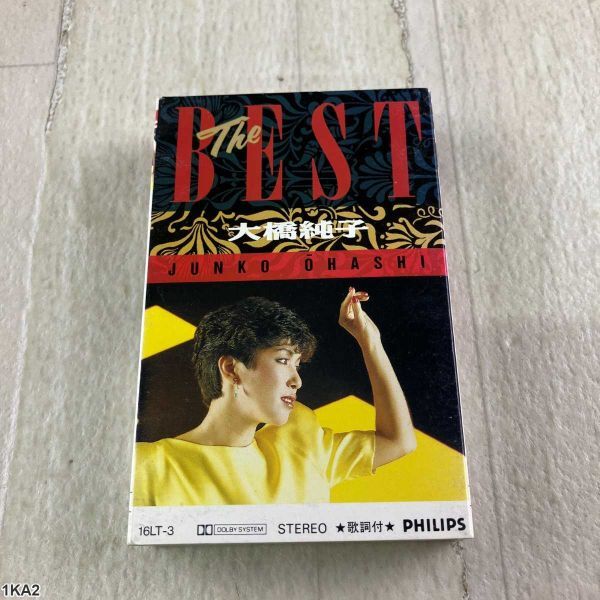 The
BEST
大橋純子
JUNKO ŌHASHI
16LT-3 DOLBY SYSTEM STEREO ★歌詞付★ PHILIPS
1KA2